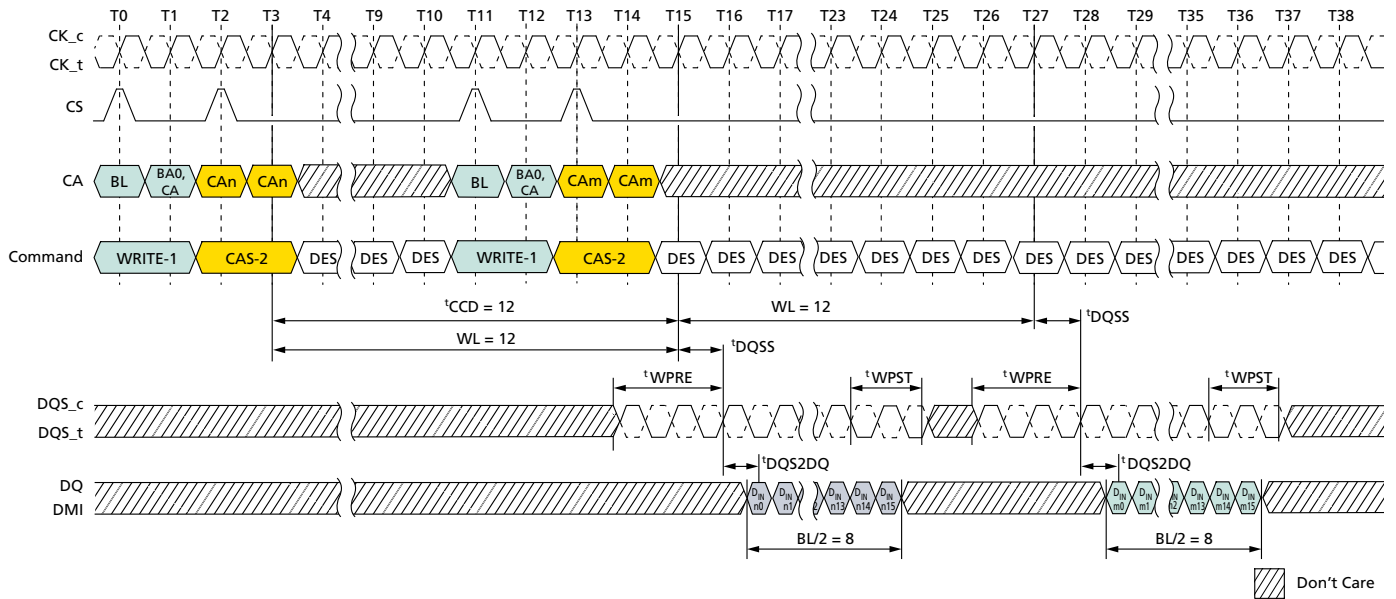 T0 T1 T2 T3 T4 T9 T10 T11 T12 T13 T14 T15 T16 T17 T23 T24 T25 T26 T27 T28 T29 T35 T36 T37 T38
CK_c
CK_t
CS
CA BL BA0, CA CAn CAn BL BA0, CA CAm CAm
Command WRITE-1 CAS-2 DES DES DES WRITE-1 CAS-2 DES DES DES DES DES DES DES DES DES DES DES DES DES DES
tCCD = 12 WL = 12 tDQSS
WL = 12 tDQSS
tWPRE tWPST tWPRE tWPST
DQS_c
DQS_t
tDQS2DQ tDQS2DQ
DQ
DMI
DIN n0 DIN n1 DIN n13 DIN n14 DIN n15 DIN m0 DIN m1 DIN m13 DIN m14 DIN m15
BL/2 = 8 BL/2 = 8
Don't Care